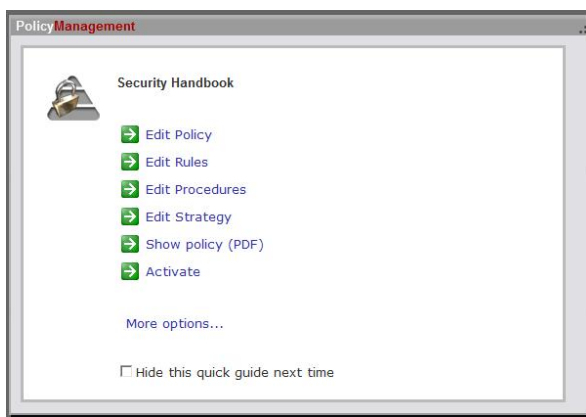 PolicyManagement
Security Handbook
Edit Policy
Edit Rules
Edit Procedures
Edit Strategy
Show policy (PDF)
Activate
More options...
Hide this quick guide next time